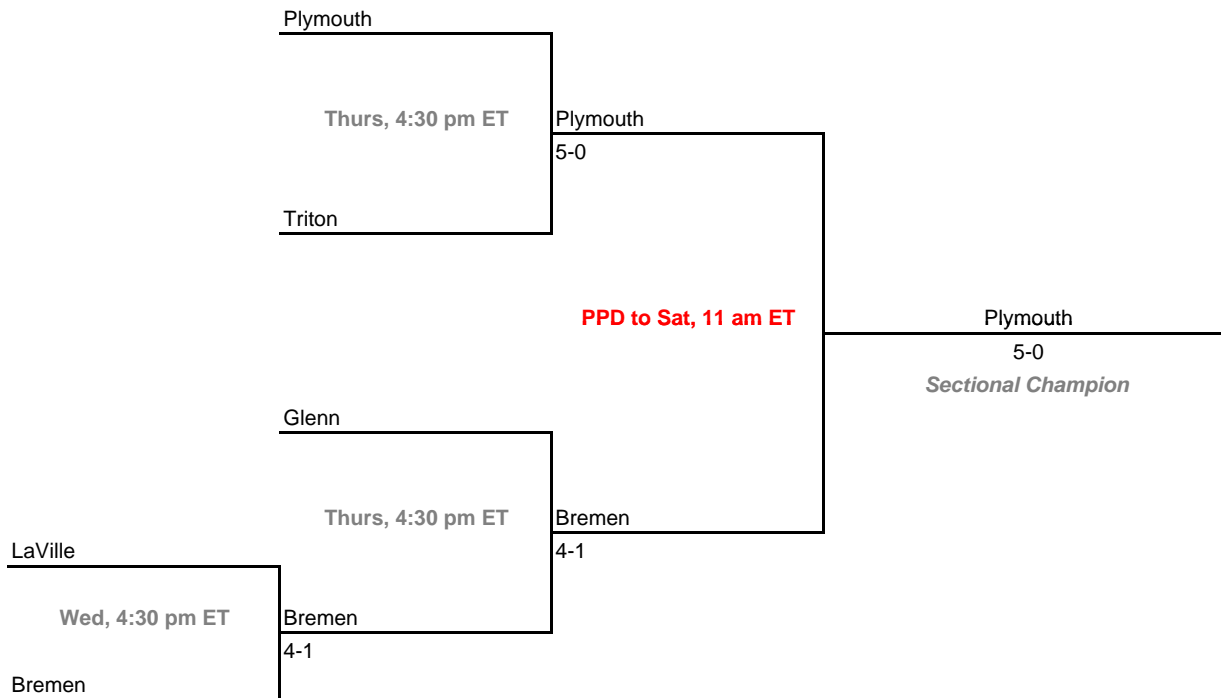 Plymouth
Thurs, 4:30 pm ET
Plymouth
5-0
Triton
PPD to Sat, 11 am ET
Plymouth
5-0
Sectional Champion
Glenn
Thurs, 4:30 pm ET
Bremen
4-1
LaVille
Wed, 4:30 pm ET
Bremen
4-1
Bremen